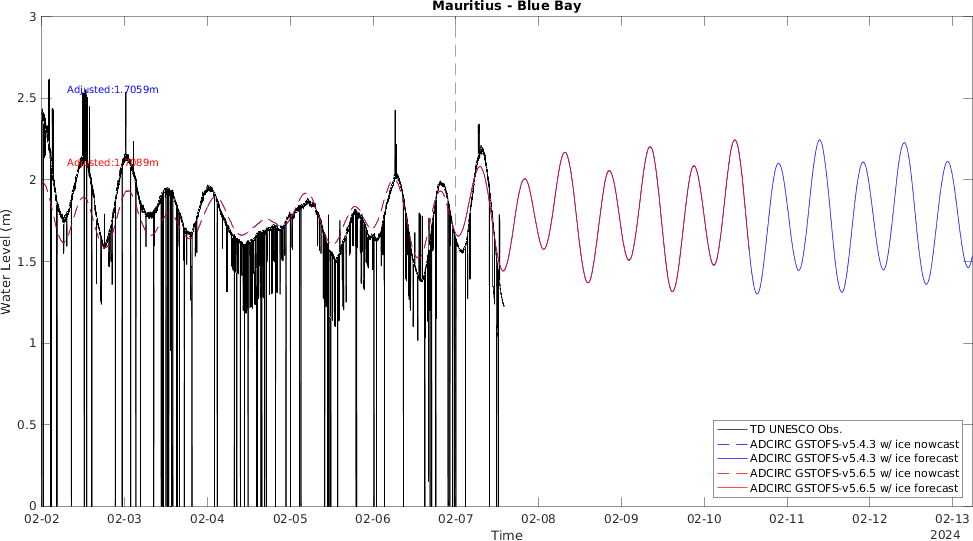 Mauritius - Blue Bay
3
2.5
2
1.5
1
0.5
0
Water Level (m)
Adjusted:1.7059m
02-02
02-03
02-04
02-05
02-06
02-07
02-08
02-09
02-10
02-11
02-12
02-13
2024
Time
TD UNESCO Obs.
ADCIRC GSTOFS-v5.4.3 w/ ice nowcast
ADCIRC GSTOFS-v5.4.3 w/ ice forecast
ADCIRC GSTOFS-v5.6.5 w/ ice nowcast
ADCIRC GSTOFS-v5.6.5 w/ ice forecast